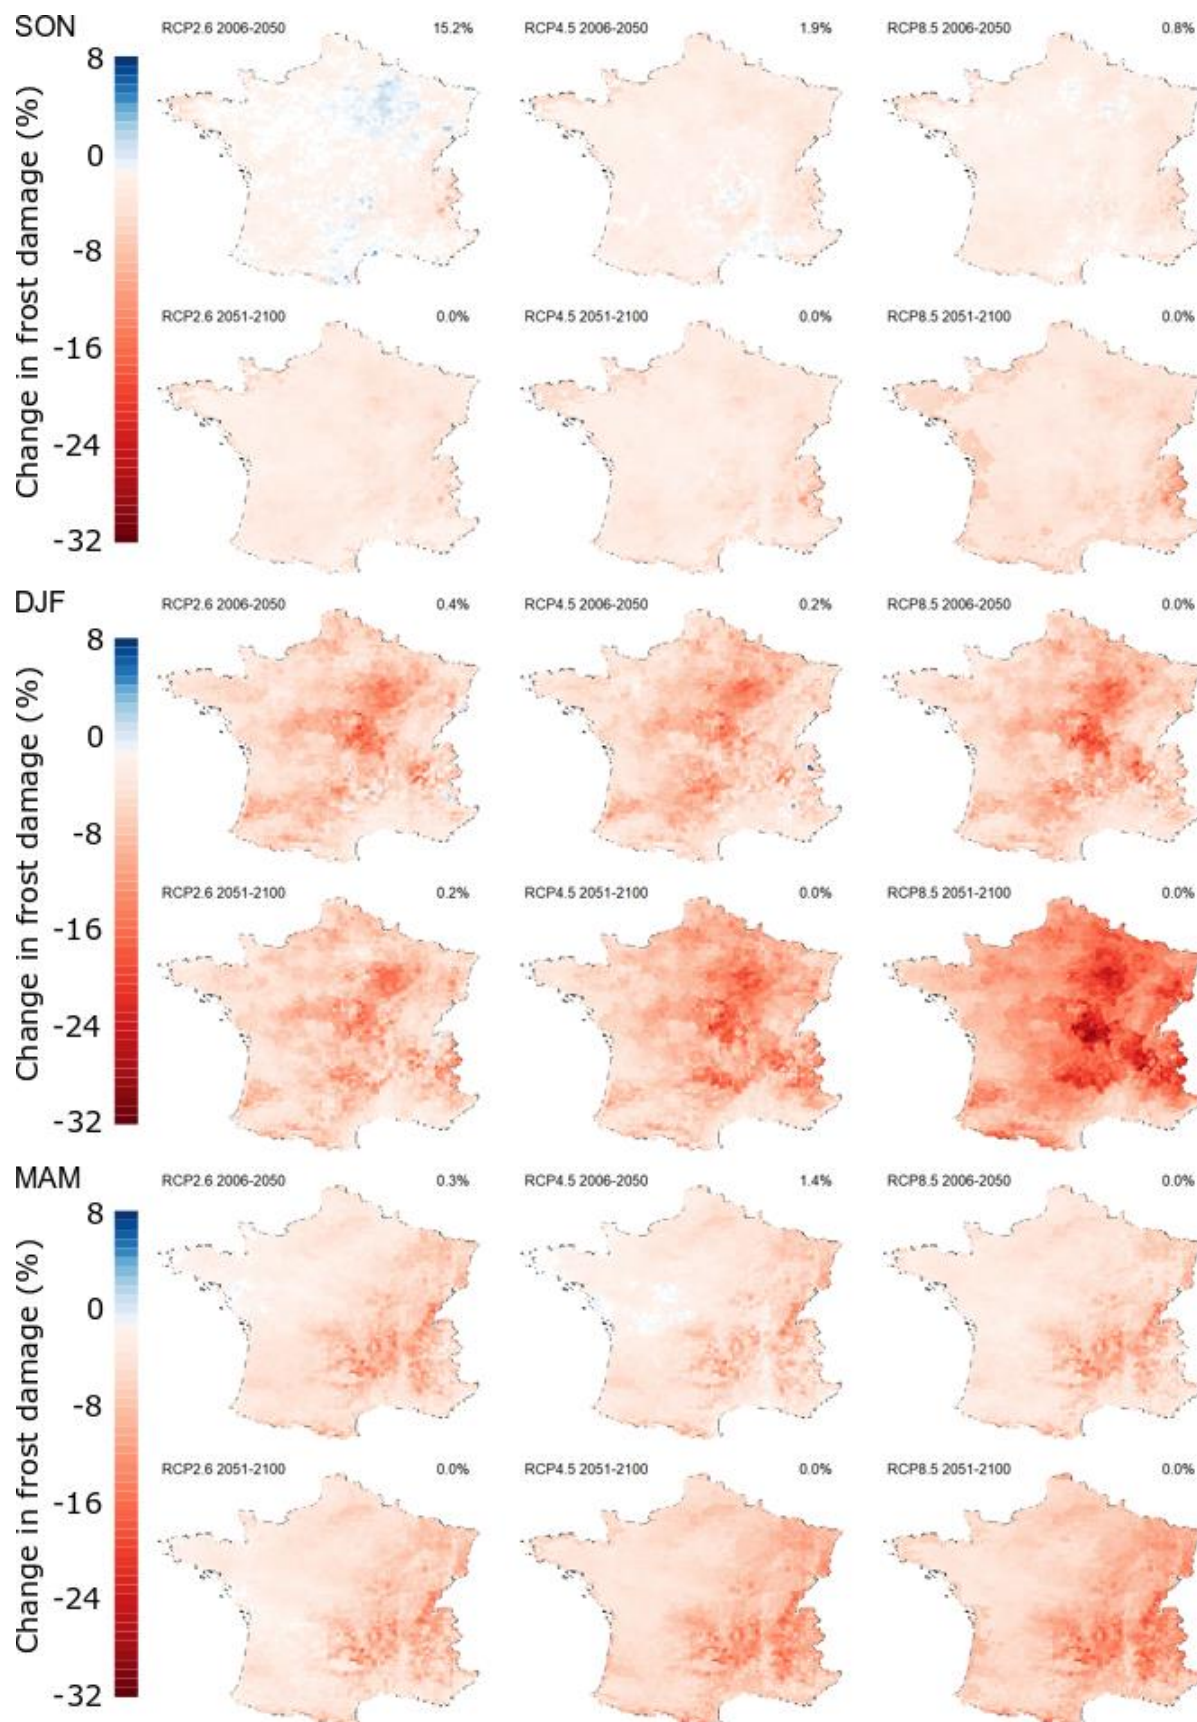 SON
RCP2.6 2006-2050 15.2% RCP4.5 2006-2050 1.9% RCP8.5 2006-2050 0.8%
8
0
-8
-16
-24
-32
Change in frost damage (%)
RCP2.6 2051-2100 0.0% RCP4.5 2051-2100 0.0% RCP8.5 2051-2100 0.0%
DJF
RCP2.6 2006-2050 0.4% RCP4.5 2006-2050 0.2% RCP8.5 2006-2050 0.0%
8
0
-8
-16
-24
-32
Change in frost damage (%)
RCP2.6 2051-2100 0.2% RCP4.5 2051-2100 0.0% RCP8.5 2051-2100 0.0%
MAM
RCP2.6 2006-2050 0.3% RCP4.5 2006-2050 1.4% RCP8.5 2006-2050 0.0%
8
0
-8
-16
-24
-32
Change in frost damage (%)
RCP2.6 2051-2100 0.0% RCP4.5 2051-2100 0.0% RCP8.5 2051-2100 0.0%